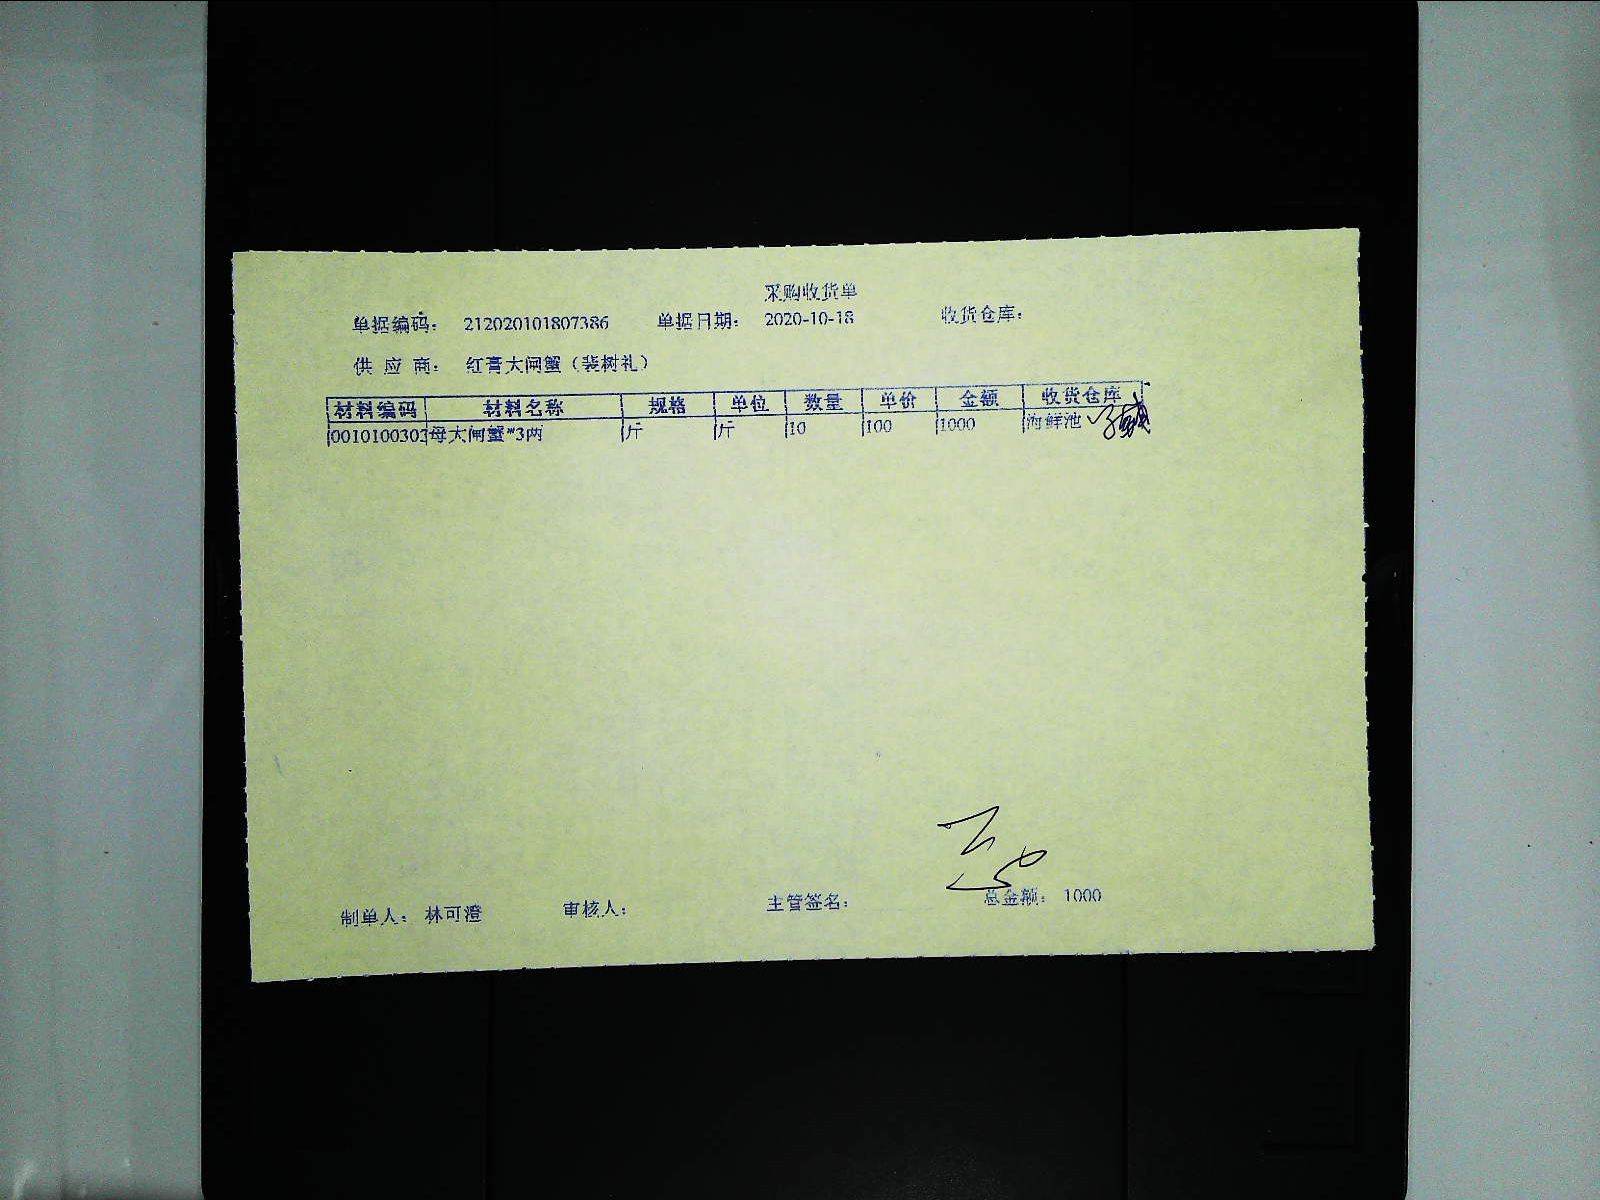 采购收货单
单据编码： 212020101807386 单据日期： 2020-10-18 收货仓库：
供 应 商： 红膏大闸蟹（裴树礼）
材料编码 材料名称 规格 单位 数量 单价 金额 收货仓库
0010100303 母大闸蟹*3两 斤 斤 10 100 1000 海鲜池
制单人： 林可澄 审核人： 主管签名： 总金额： 1000